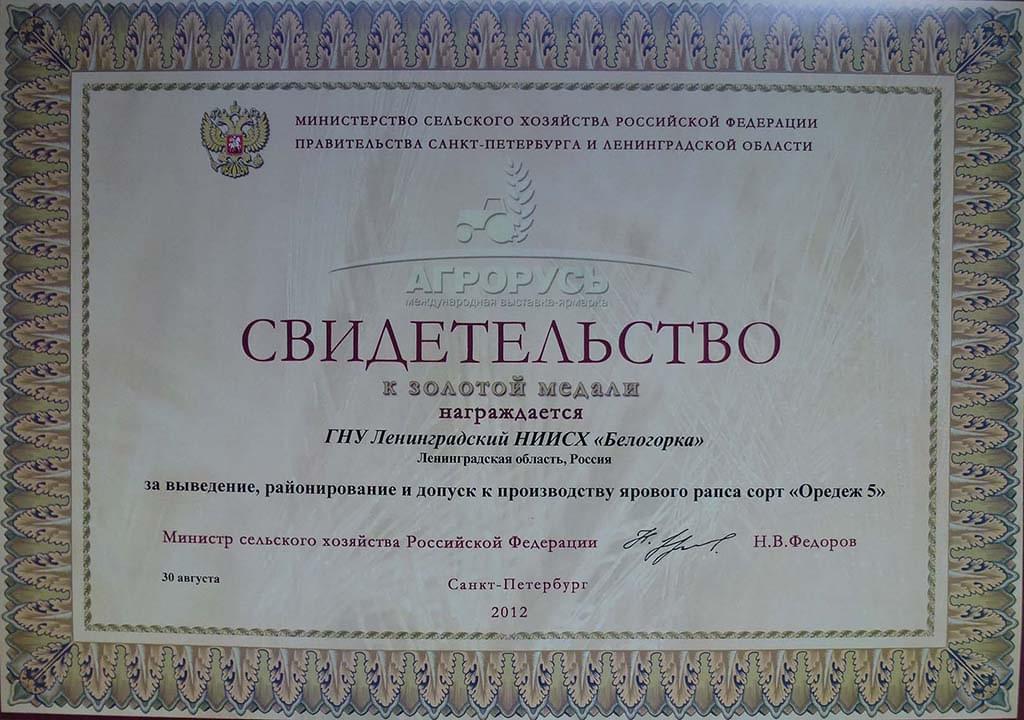 МИНИСТЕРСТВО СЕЛЬСКОГО ХОЗЯЙСТВА РОССИЙСКОЙ ФЕДЕРАЦИИ
ПРАВИТЕЛЬСТВА САНКТ-ПЕТЕРБУРГА И ЛЕНИНГРАДСКОЙ ОБЛАСТИ
АГРОРУСЬ
международная выставка-ярмарка
СВИДЕТЕЛЬСТВО
к золотой медали
награждается
ГНУ Ленинградский НИИСХ «Белогорка»
Ленинградская область, Россия
за выведение, районирование и допуск к производству ярового рапса сорт «Оредеж 5»
Министр сельского хозяйства Российской Федерации Н.В.Федоров
30 августа
Санкт-Петербург
2012